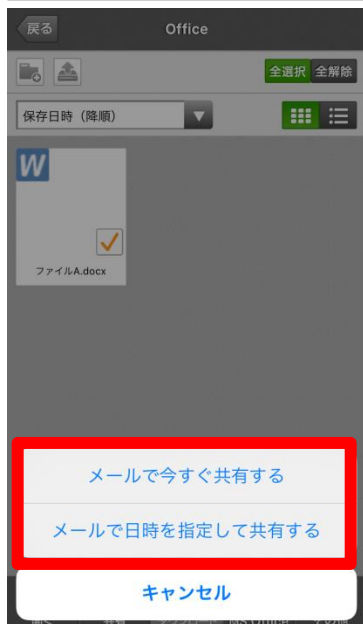 戻る Office
全選択 全解除
保存日時（降順）
W
ファイルA.docx
メールで今すぐ共有する
メールで日時を指定して共有する
キャンセル